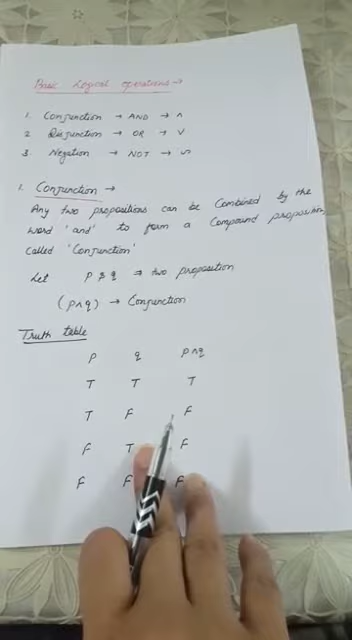 Basic Logical operations →
1. Conjunction → AND → ∧
2 Disjunction → OR → ∨
3 Negation → NOT → ∽
1. Conjunction →
Any two propositions can be Combined by the
word 'and' to form a Compound proposition
Called 'Conjunction'
Let P & q ⇒ two proposition
(p∧q) → Conjunction
Truth table
P q P∧q
T T T
T F F
F T F
F F F